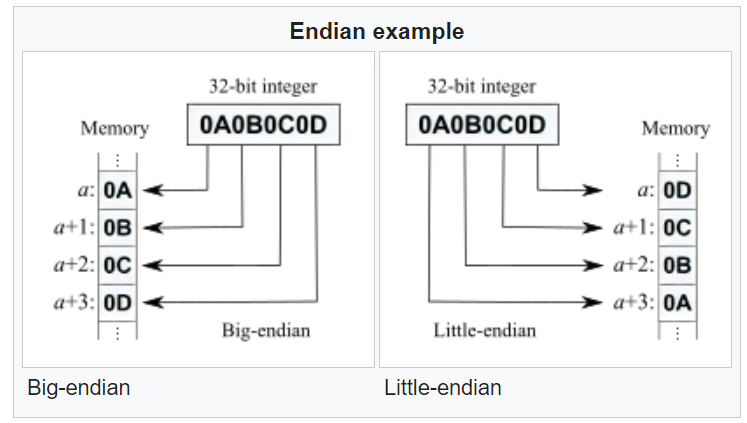 Endian example
32-bit integer
0A0B0C0D
Memory
⋮
a: 0A
a+1: 0B
a+2: 0C
a+3: 0D
⋮
Big-endian
Big-endian
32-bit integer
0A0B0C0D
Memory
⋮
a: 0D
a+1: 0C
a+2: 0B
a+3: 0A
⋮
Little-endian
Little-endian